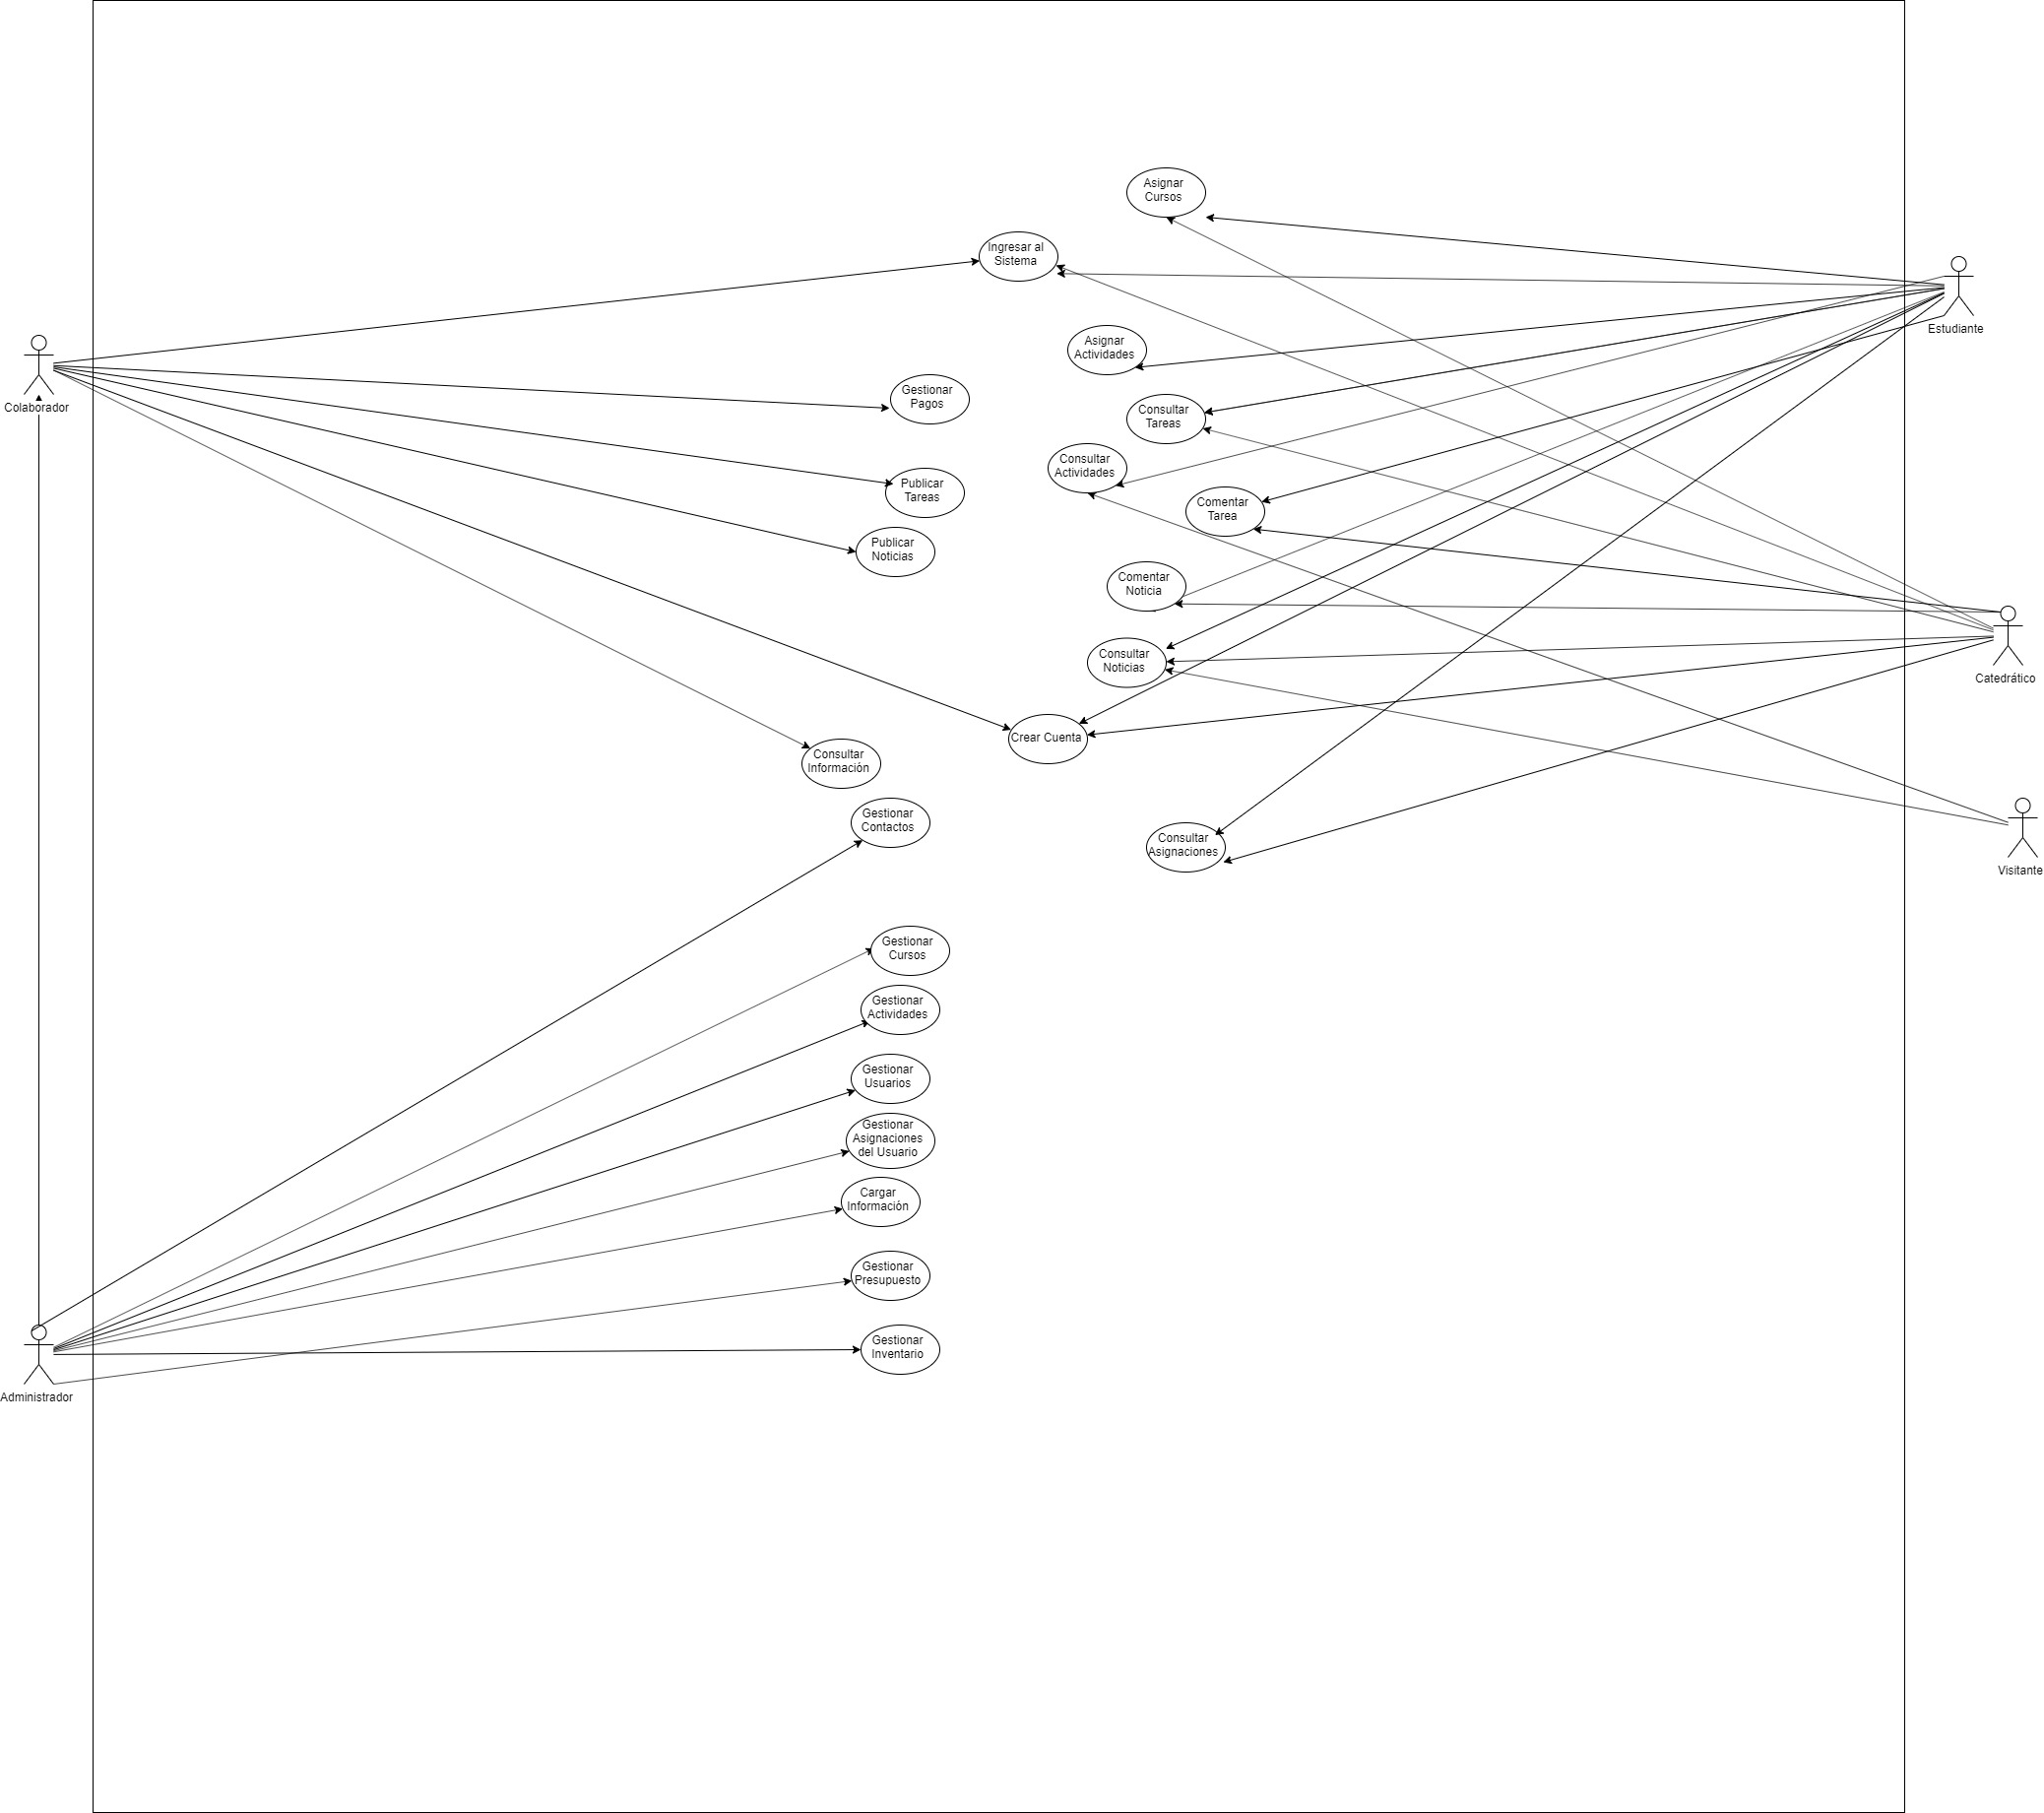 Asignar
Cursos
Ingresar al
Sistema
Estudiante
Asignar
Actividades
Colaborador
Gestionar
Pagos
Consultar
Tareas
Consultar
Actividades
Publicar
Tareas
Comentar
Tarea
Publicar
Noticias
Comentar
Noticia
Consultar
Noticias
Catedrático
Crear Cuenta
Consultar
Información
Gestionar
Contactos
Consultar
Asignaciones
Visitante
Gestionar
Cursos
Gestionar
Actividades
Gestionar
Usuarios
Gestionar
Asignaciones
del Usuario
Cargar
Información
Gestionar
Presupuesto
Gestionar
Inventario
Administrador